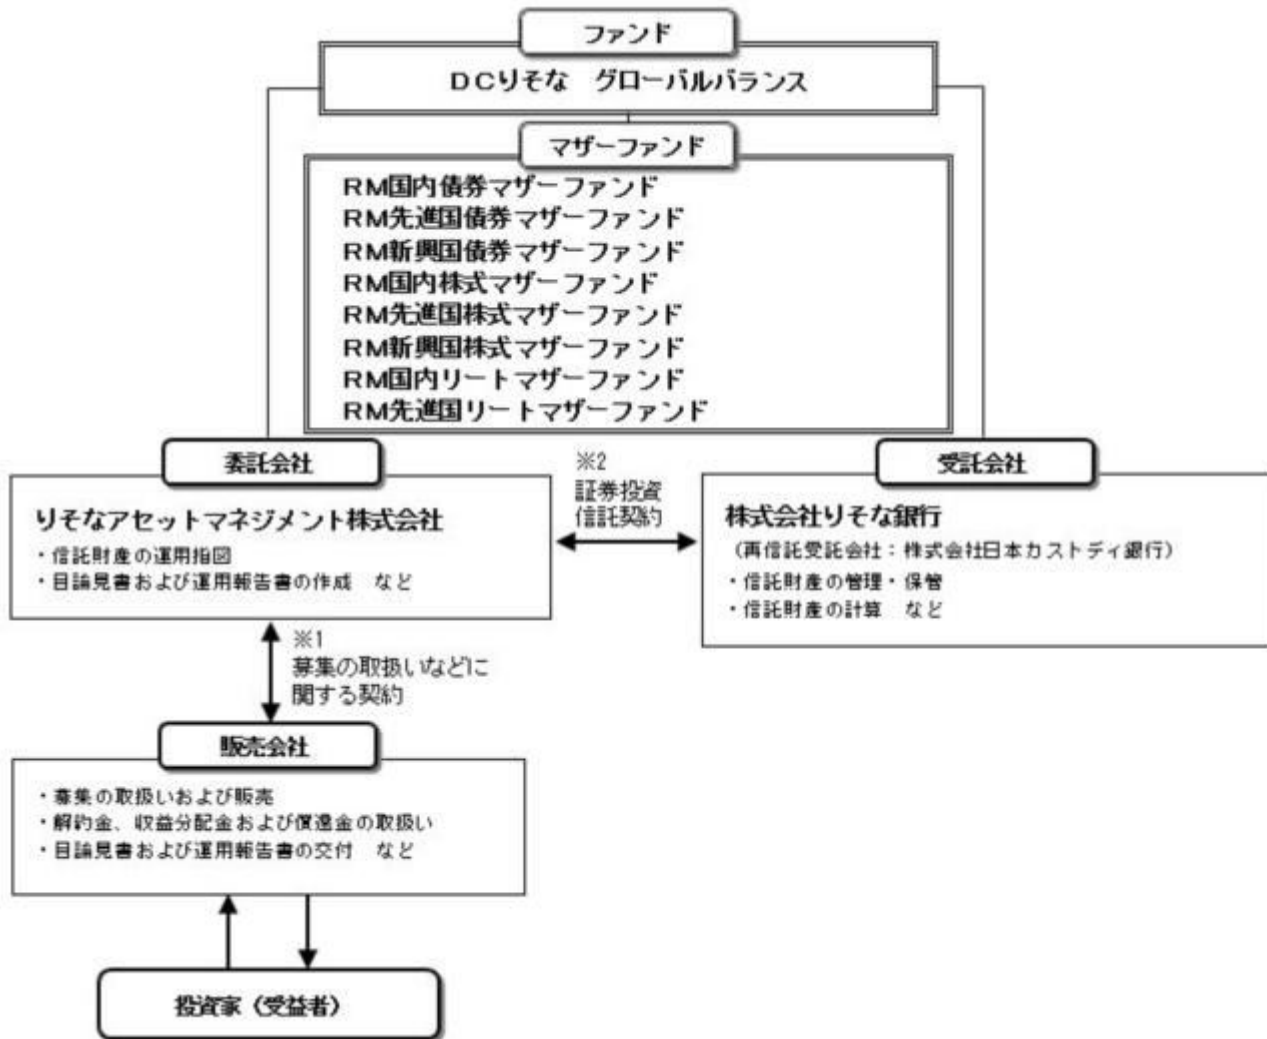 ファンド
DCりそな　グローバルバランス
マザーファンド
RM国内債券マザーファンド
RM先進国債券マザーファンド
RM新興国債券マザーファンド
RM国内株式マザーファンド
RM先進国株式マザーファンド
RM新興国株式マザーファンド
RM国内リートマザーファンド
RM先進国リートマザーファンド
委託会社
りそなアセットマネジメント株式会社
・信託財産の運用指図
・目論見書および運用報告書の作成　など
※2
証券投資
信託契約
受託会社
株式会社りそな銀行
（再信託受託会社：株式会社日本カストディ銀行）
・信託財産の管理・保管
・信託財産の計算　など
※1
募集の取扱いなどに
関する契約
販売会社
・募集の取扱いおよび販売
・解約金、収益分配金および償還金の取扱い
・目論見書および運用報告書の交付　など
投資家（受益者）